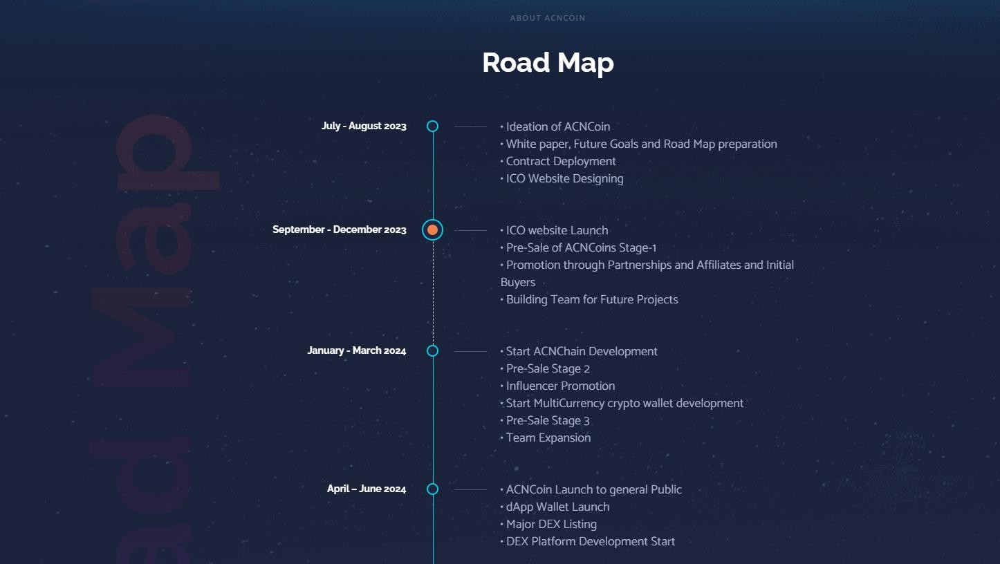 ABOUT ACNCOIN
Road Map
July - August 2023
• Ideation of ACNCoin
• White paper, Future Goals and Road Map preparation
• Contract Deployment
• ICO Website Designing
September - December 2023
• ICO website Launch
• Pre-Sale of ACNCoins Stage-1
• Promotion through Partnerships and Affiliates and Initial
Buyers
• Building Team for Future Projects
January - March 2024
• Start ACNChain Development
• Pre-Sale Stage 2
• Influencer Promotion
• Start MultiCurrency crypto wallet development
• Pre-Sale Stage 3
• Team Expansion
April – June 2024
• ACNCoin Launch to general Public
• dApp Wallet Launch
• Major DEX Listing
• DEX Platform Development Start
ad Map